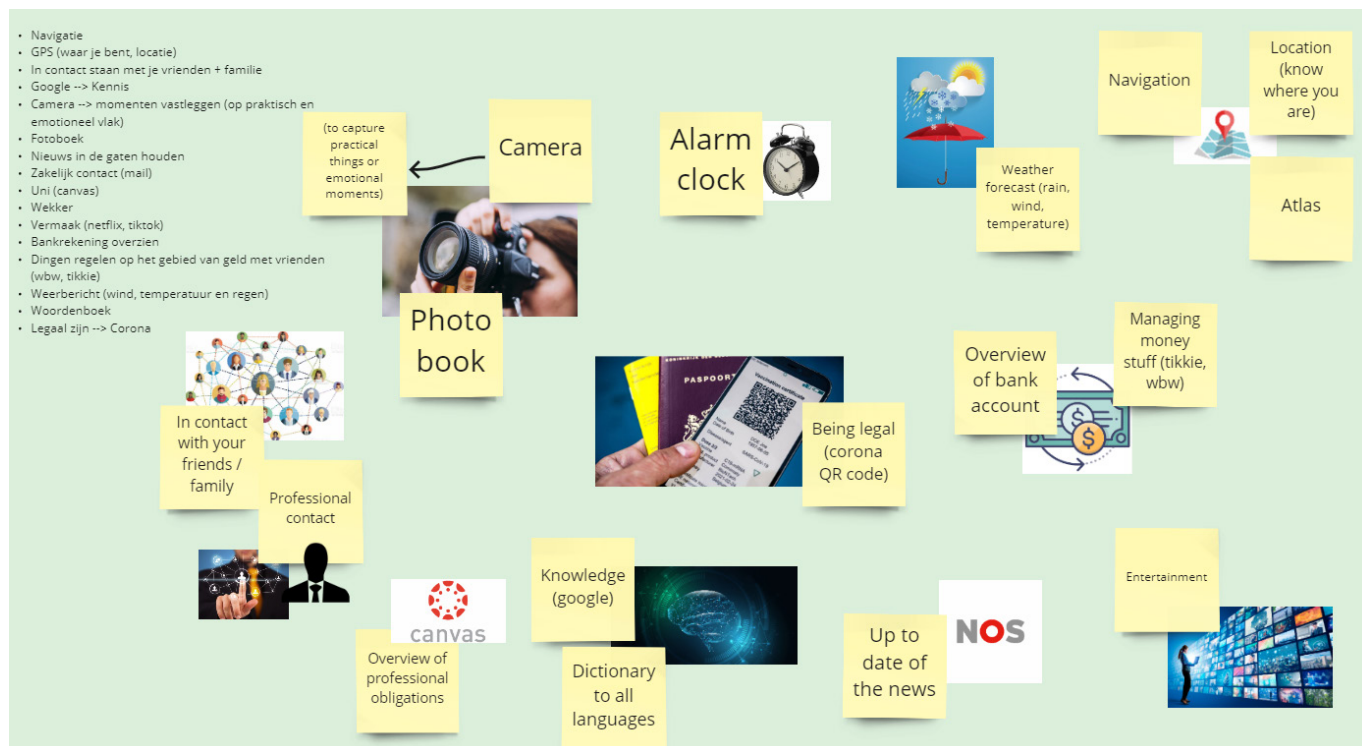 • Navigatie
• GPS (waar je bent, locatie)
• In contact staan met je vrienden + familie
• Google --> Kennis
• Camera --> momenten vastleggen (op praktisch en
emotioneel vlak)
• Fotoboek
• Nieuws in de gaten houden
• Zakelijk contact (mail)
• Uni (canvas)
• Wekker
• Vermaak (netflix, tiktok)
• Bankrekening overzien
• Dingen regelen op het gebied van geld met vrienden
(wbw, tikkie)
• Weerbericht (wind, temperatuur en regen)
• Woordenboek
• Legaal zijn --> Corona
(to capture
practical
things or
emotional
moments)
Camera
Alarm
clock
Weather
forecast (rain,
wind,
temperature)
Navigation
Location
(know
where you
are)
Atlas
Photo
book
In contact
with your
friends /
family
Professional
contact
PASPOORT
Vaccination certificate
Being legal
(corona
QR code)
Overview
of bank
account
Managing
money
stuff (tikkie,
wbw)
canvas
Overview of
professional
obligations
Knowledge
(google)
Dictionary
to all
languages
Up to
date of
the news
NOS
Entertainment